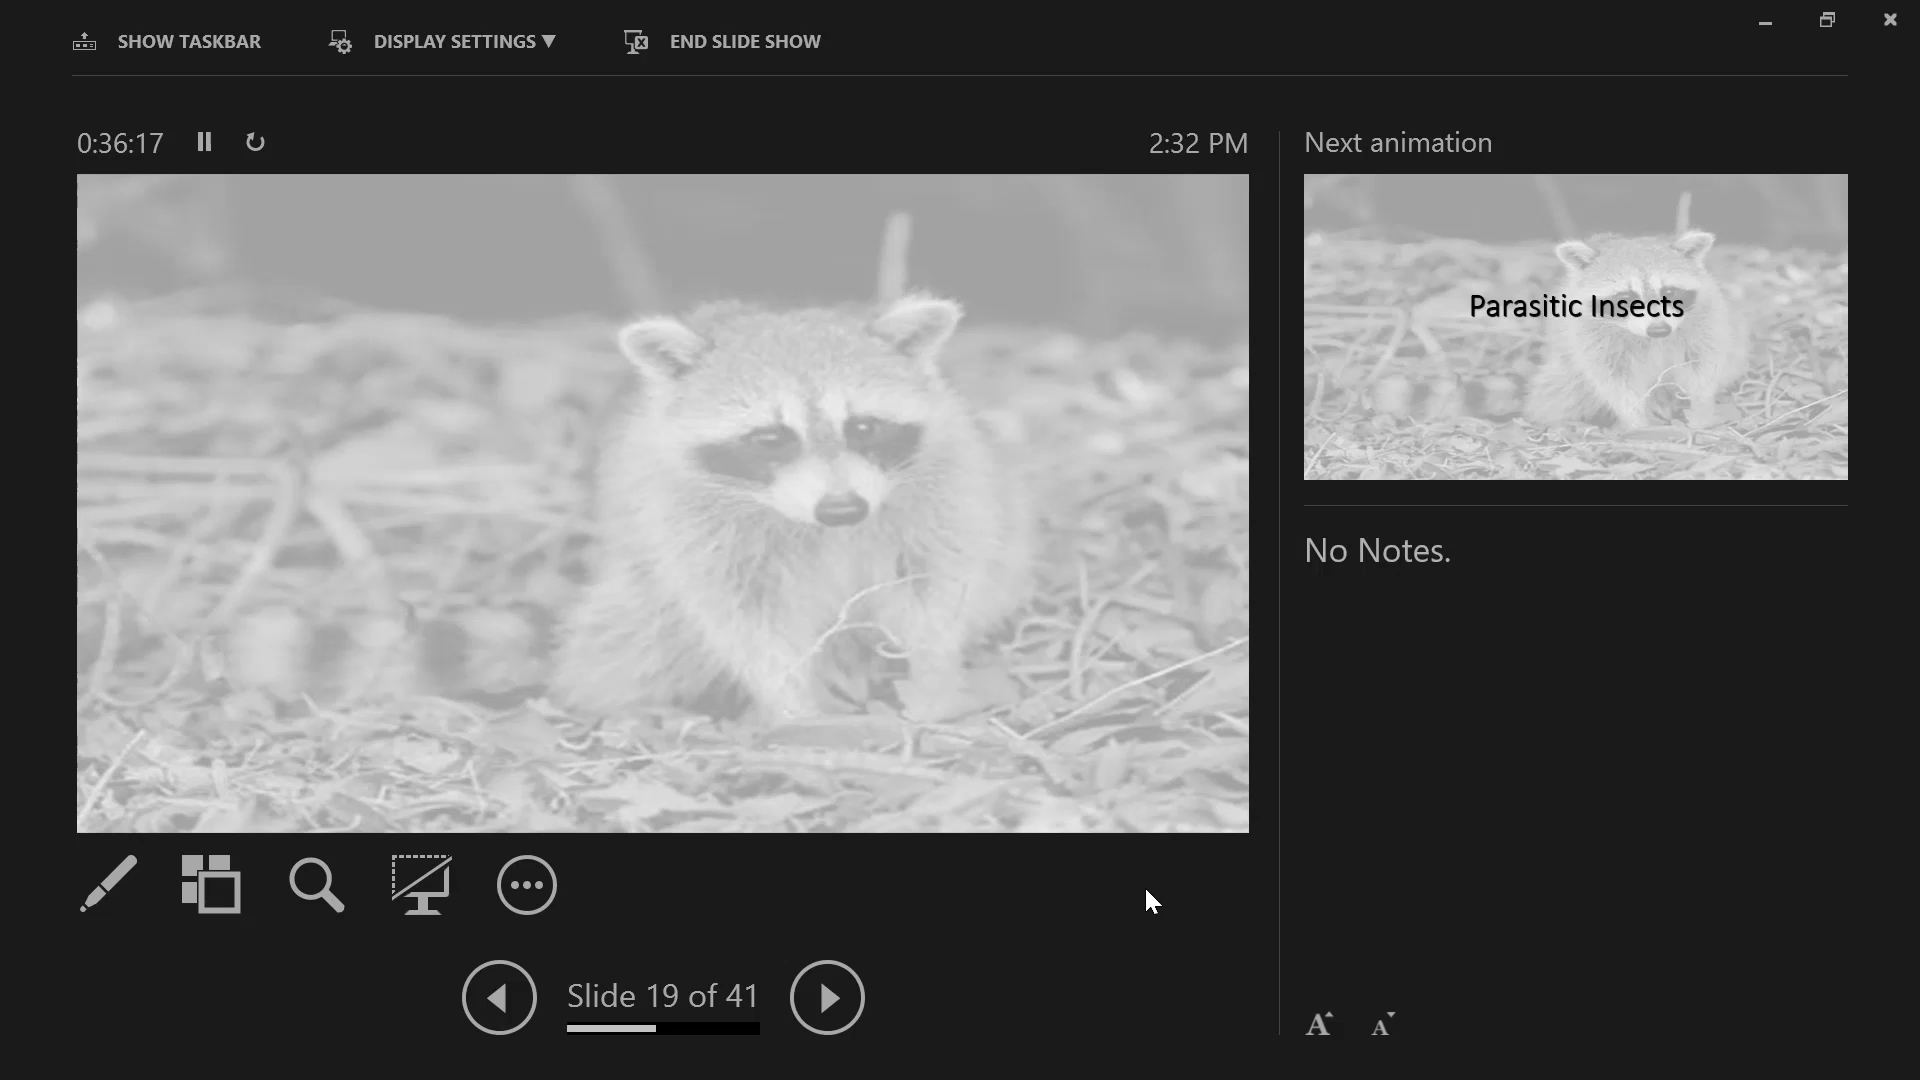 SHOW TASKBAR
DISPLAY SETTINGS ▼
END SLIDE SHOW
0:36:17
2:32 PM
Next animation
Parasitic Insects
No Notes.
Slide 19 of 41
A
A